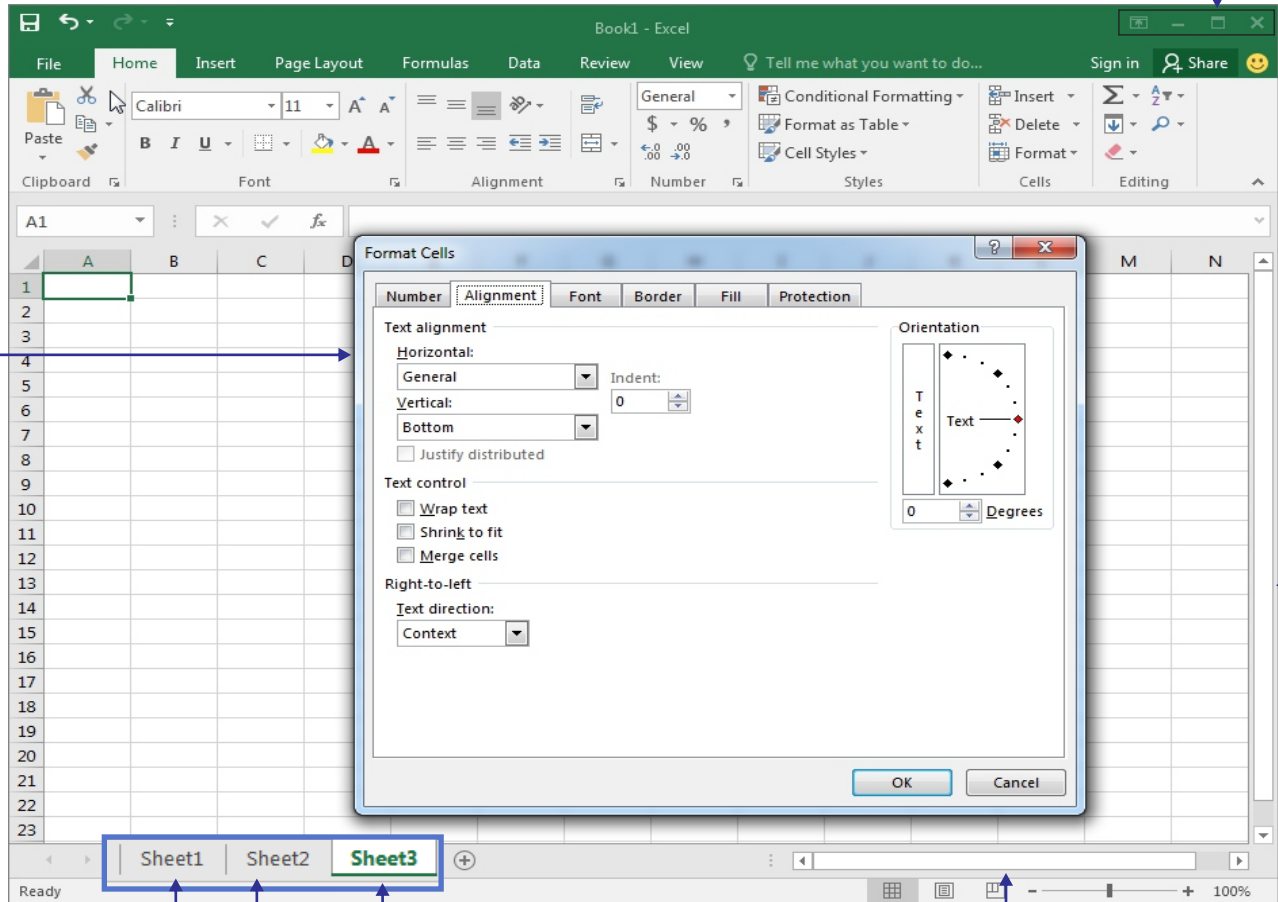 Book1 - Excel
File Home Insert Page Layout Formulas Data Review View Tell me what you want to do... Sign in Share
Calibri 11 A A General Conditional Formatting Insert Σ A Z
Paste $ % , Format as Table Delete
B I U A .00 .0 Cell Styles Format
Clipboard Font Alignment Number Styles Cells Editing
A1 fx
A B C D M N
Format Cells
Number Alignment Font Border Fill Protection
Text alignment
Horizontal:
General
Indent:
0
Vertical:
Bottom
Justify distributed
Text control
Wrap text
Shrink to fit
Merge cells
Right-to-left
Text direction:
Context
Orientation
T
e
x
t
Text
0 Degrees
OK Cancel
1
2
3
4
5
6
7
8
9
10
11
12
13
14
15
16
17
18
19
20
21
22
23
Sheet1 Sheet2 Sheet3
Ready 100%